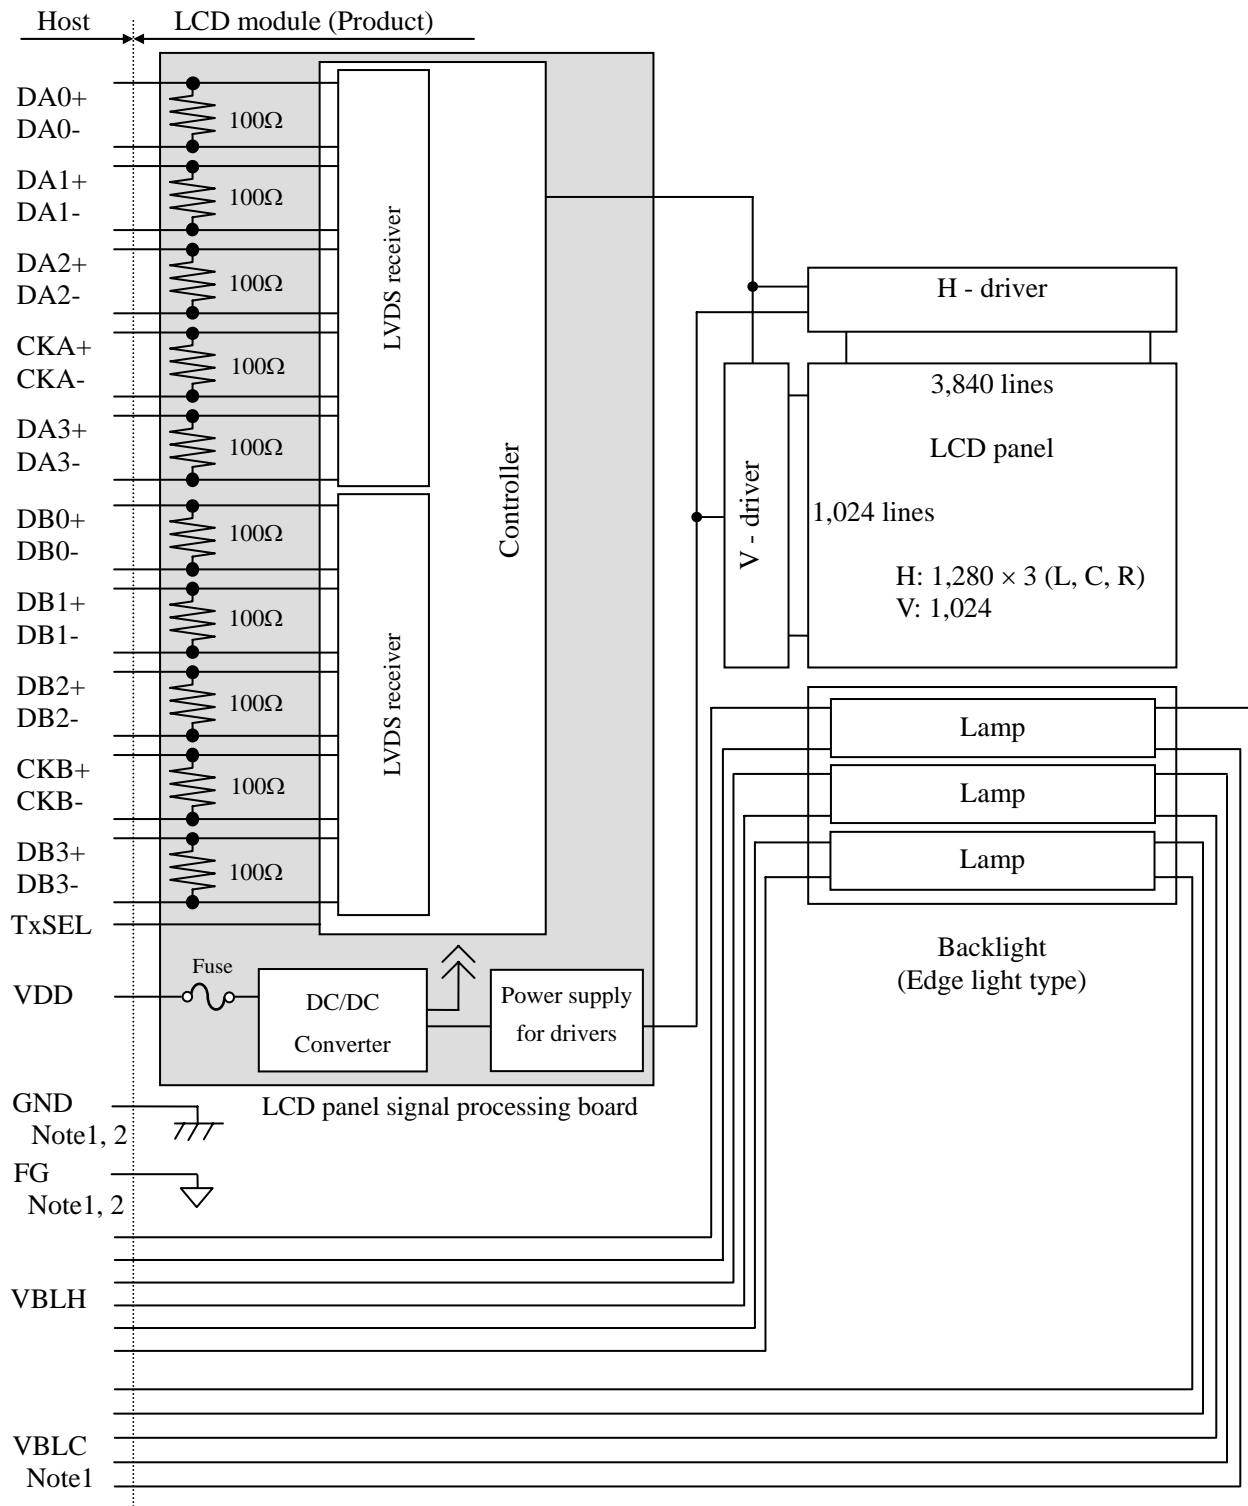 Host
LCD module (Product)
DA0+
DA0-
100Ω
DA1+
DA1-
100Ω
DA2+
DA2-
100Ω
CKA+
CKA-
100Ω
DA3+
DA3-
100Ω
DB0+
DB0-
100Ω
DB1+
DB1-
100Ω
DB2+
DB2-
100Ω
CKB+
CKB-
100Ω
DB3+
DB3-
100Ω
TxSEL
LVDS receiver
LVDS receiver
Controller
H - driver
V - driver
3,840 lines
LCD panel
1,024 lines
H: 1,280 × 3 (L, C, R)
V: 1,024
Lamp
Lamp
Lamp
Backlight
(Edge light type)
VDD
Fuse
DC/DC
Converter
Power supply
for drivers
LCD panel signal processing board
GND
Note1, 2
FG
Note1, 2
VBLH
VBLC
Note1